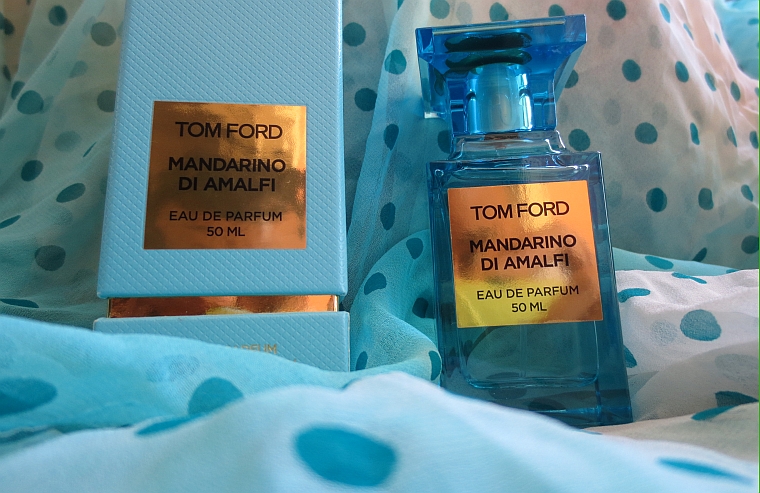 TOM FORD
MANDARINO
DI AMALFI
EAU DE PARFUM
50 ML
TOM FORD
MANDARINO
DI AMALFI
EAU DE PARFUM
50 ML